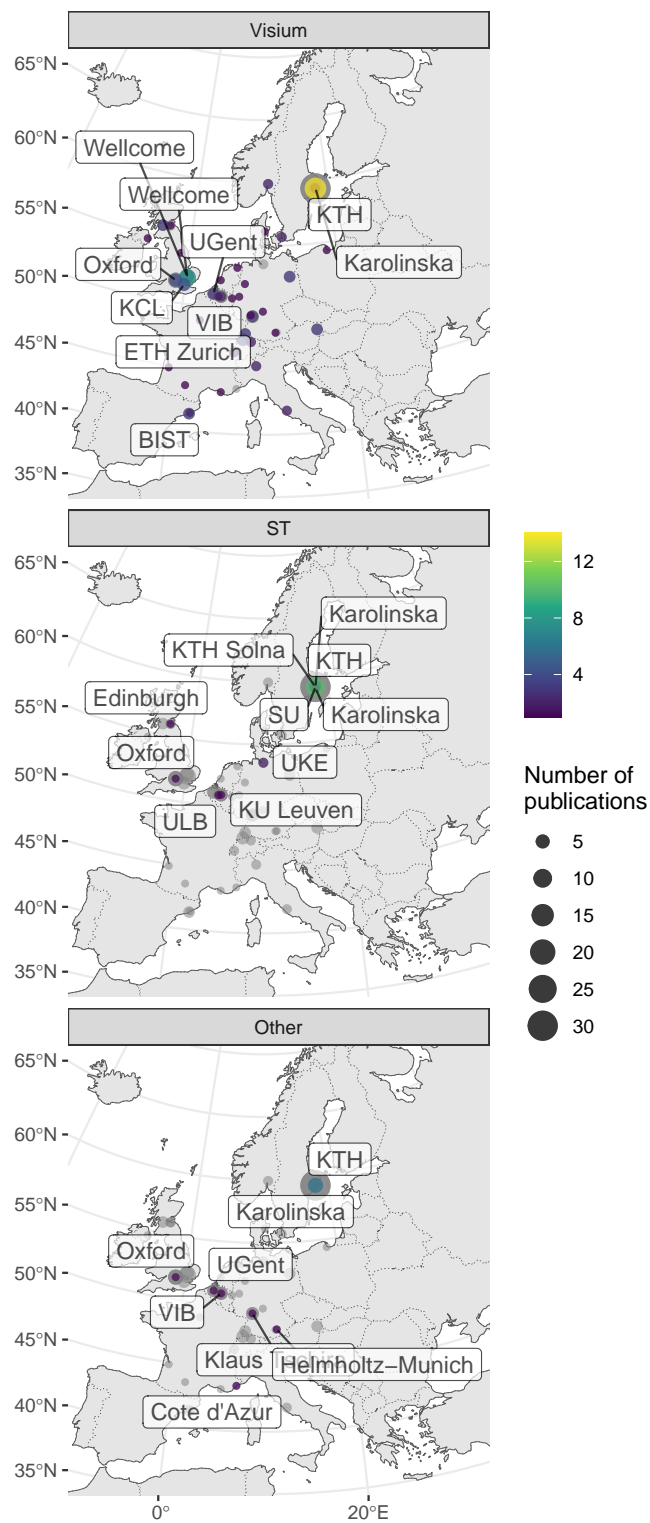 Visium
65°N
60°N
55°N
50°N
45°N
40°N
35°N
Wellcome
Wellcome
UGent
KTH
Karolinska
Oxford
KCL
VIB
ETH Zurich
BIST
ST
65°N
60°N
55°N
50°N
45°N
40°N
35°N
Karolinska
KTH Solna
KTH
Edinburgh
SU
Karolinska
Oxford
UKE
KU Leuven
ULB
12
8
4
Number of
publications
5
10
15
20
25
30
Other
65°N
60°N
55°N
50°N
45°N
40°N
35°N
KTH
Karolinska
Oxford
UGent
VIB
Klaus
Helmholtz−Munich
Cote d'Azur
0°
20°E